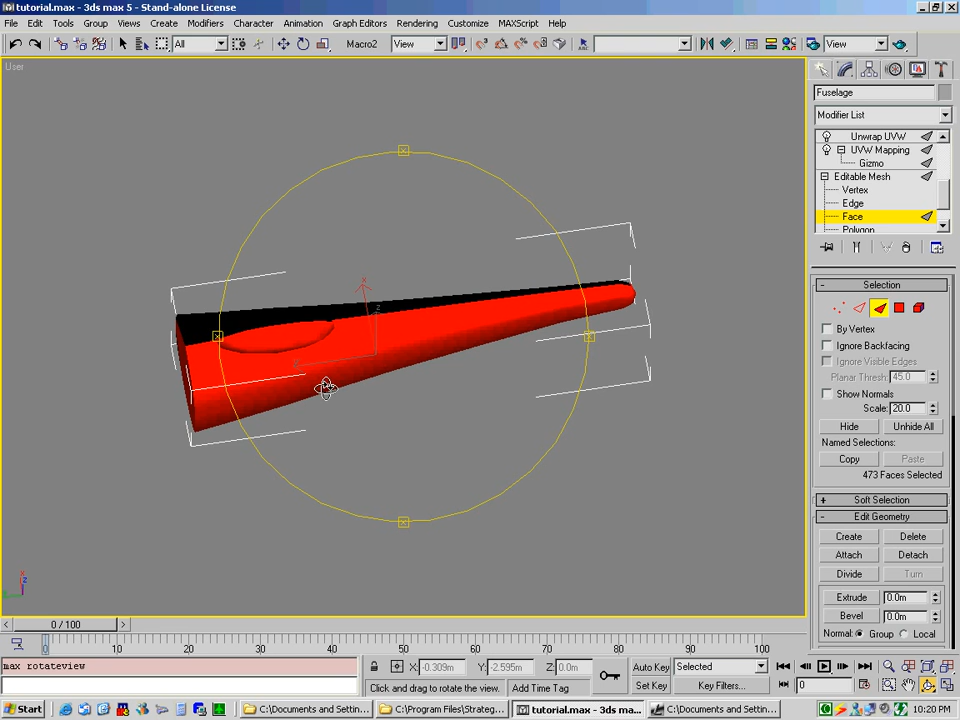 tutorial.max - 3ds max 5 - Stand-alone License
File Edit Tools Group Views Create Modifiers Character Animation Graph Editors Rendering Customize MAXScript Help
All Macro2 View View
User
Fuselage
Modifier List
Unwrap UVW
UVW Mapping
Gizmo
Editable Mesh
Vertex
Edge
Face
Polygon
- Selection
By Vertex
Ignore Backfacing
Ignore Visible Edges
Planar Thresh: 45.0
Show Normals
Scale: 20.0
Hide Unhide All
Named Selections:
Copy Paste
473 Faces Selected
+ Soft Selection
- Edit Geometry
Create Delete
Attach Detach
Divide Turn
Extrude 0.0m
Bevel 0.0m
Normal: Group Local
< 0 / 100 >
0 10 20 30 40 50 60 70 80 90 100
max rotateview
X: -0.309m Y: -2.595m Z: 0.0m Auto Key Selected
Click and drag to rotate the view. Add Time Tag Set Key Key Filters... 0
Start C:\Documents and Settin... C:\Program Files\Strateg... tutorial.max - 3ds ma... C:\Documents and Settin... 10:20 PM